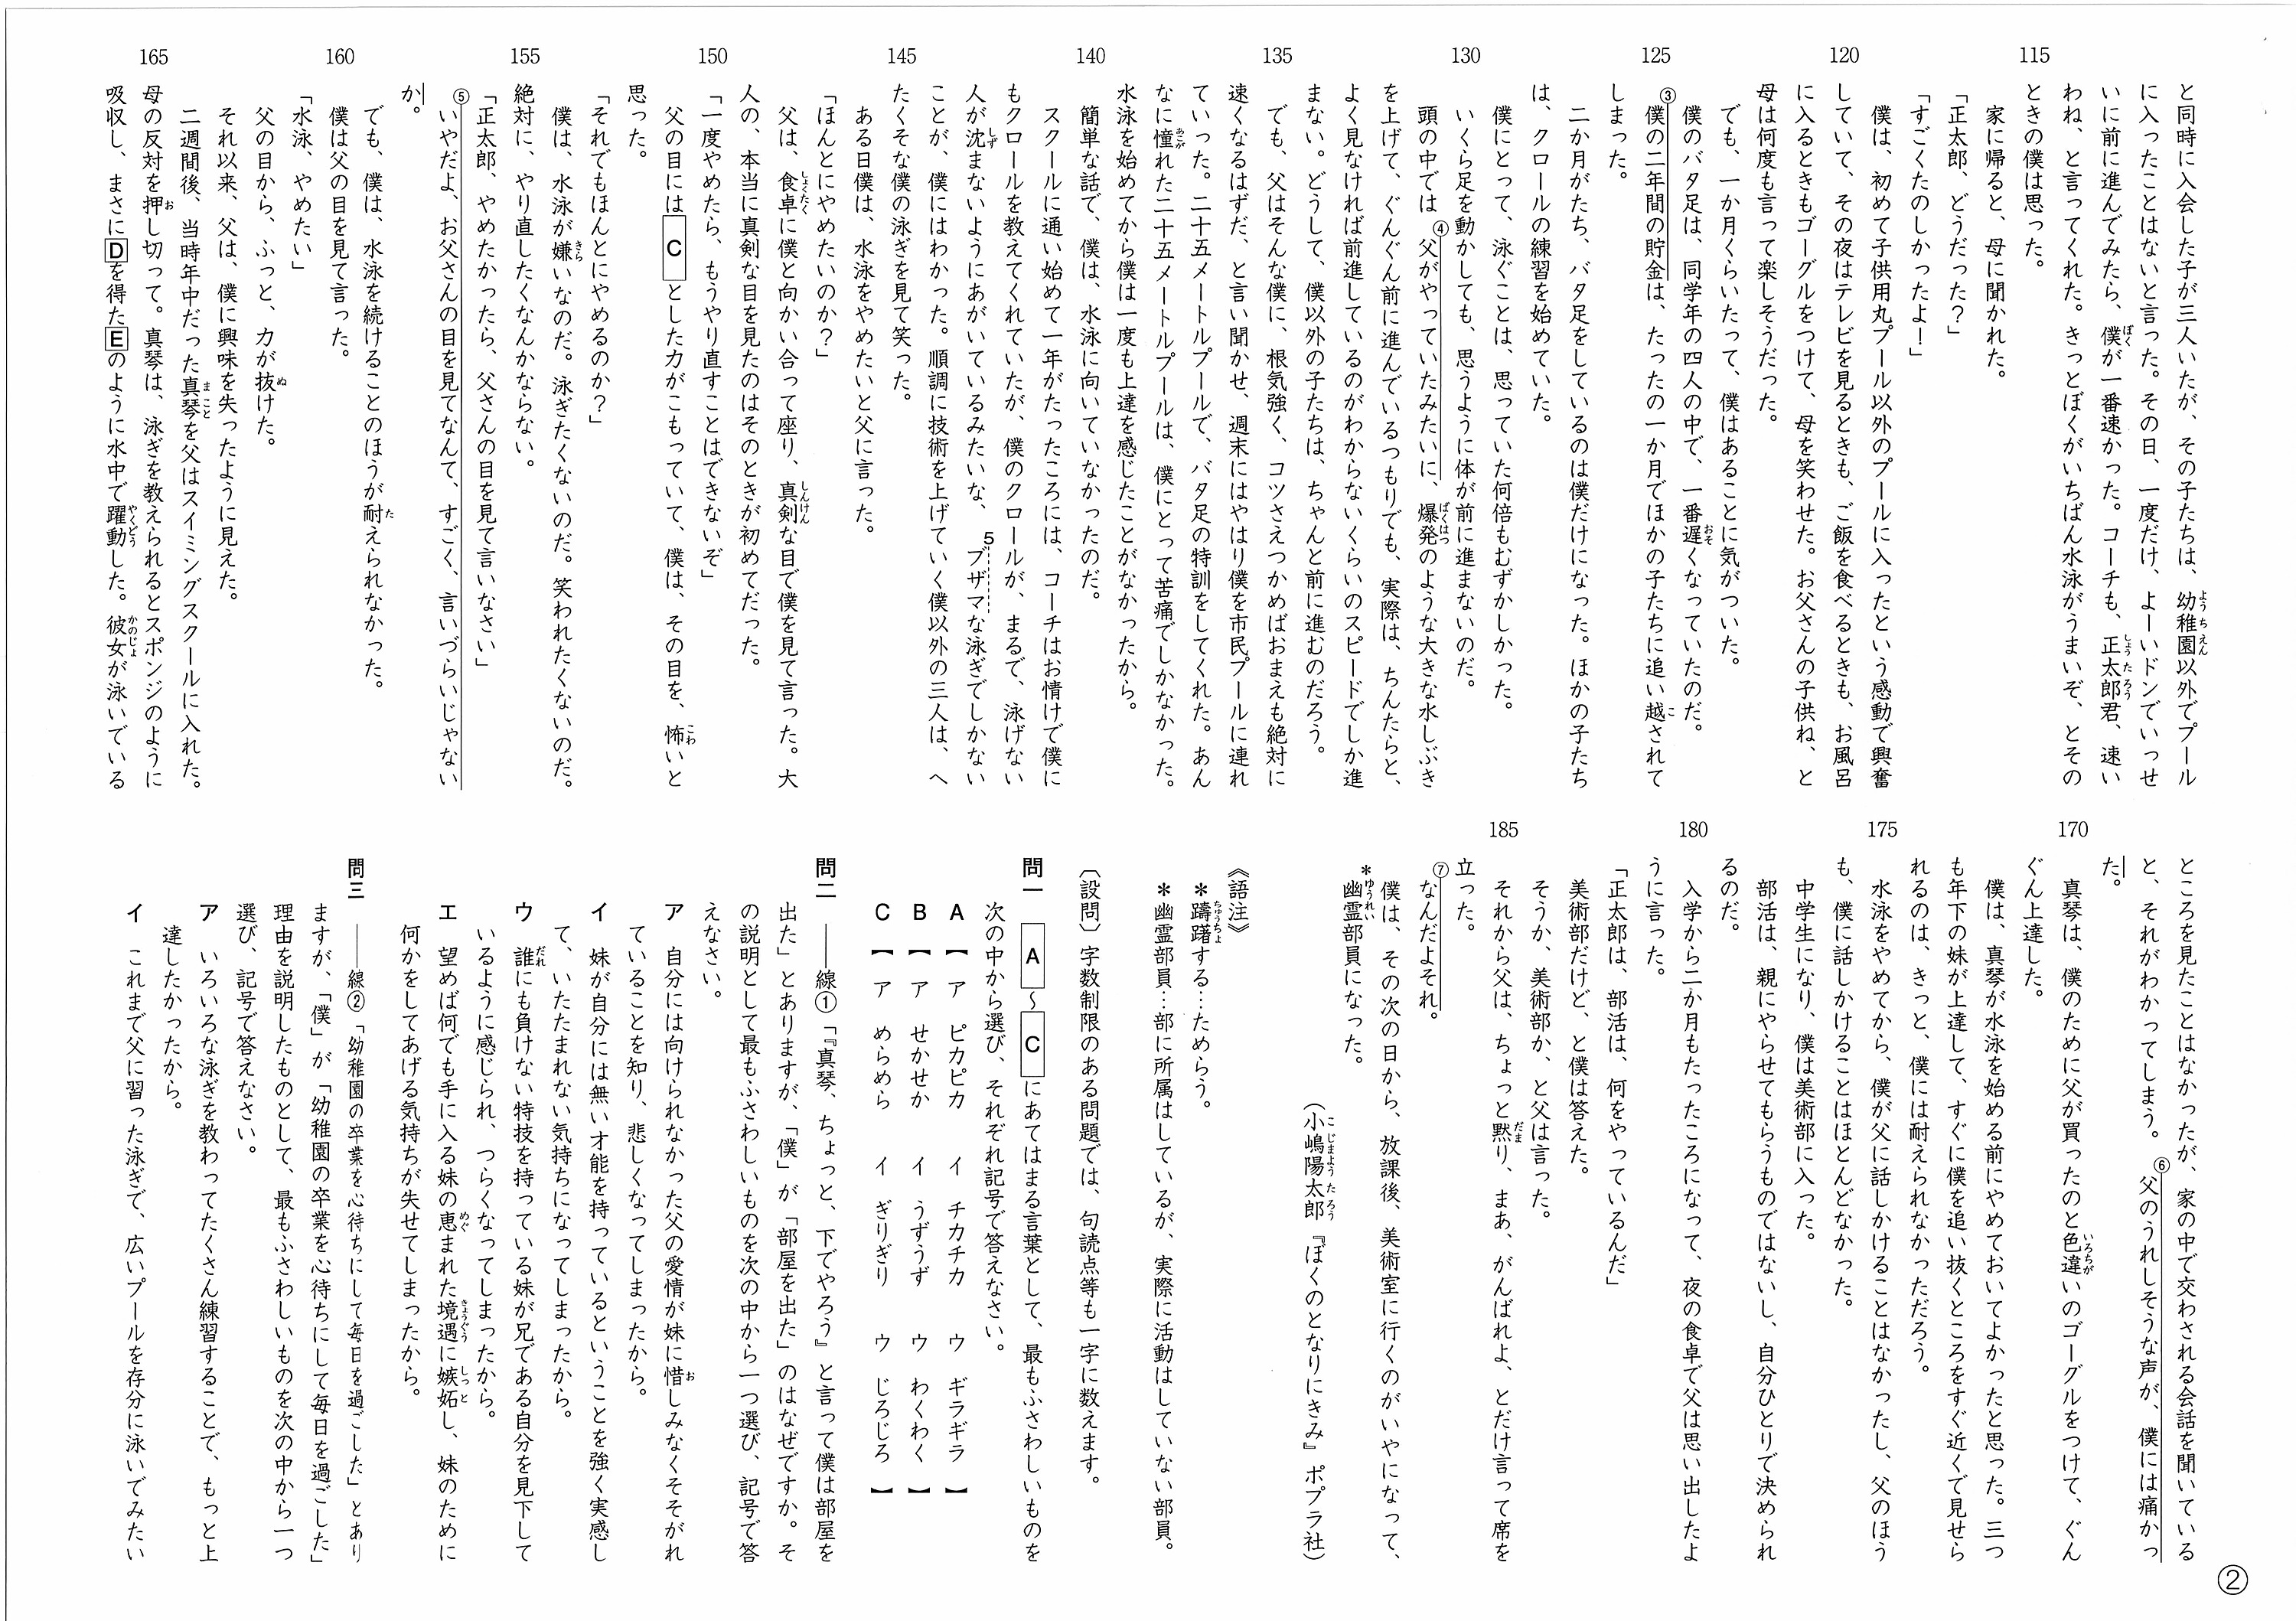 と同時に入会した子が三人いたが、その子たちは、幼稚園以外でプール
に入ったことはないと言った。その日、一度だけ、よーいドンでいっせ
いに前に進んでみたら、僕が一番速かった。コーチも、正太郎君、速い
わね、と言ってくれた。きっとぼくがいちばん水泳がうまいぞ、とその
115
ときの僕は思った。
家に帰ると、母に聞かれた。
「正太郎、どうだった?」
「すごくたのしかったよー!」
僕は、初めて子供用丸プール以外のプールに入ったという感動で興奮
120
していて、その夜はテレビを見るときも、ご飯を食べるときも、お風呂
に入るときもゴーグルをつけて、母を笑わせた。お父さんの子供ね、と
母は何度も言って楽しそうだった。
でも、一か月くらいたって、僕はあることに気がついた。
僕のバタ足は、同学年の四人の中で、一番遅くなっていたのだ。
125
③僕の二年間の貯金は、たったの一か月でほかの子たちに追い越されて
しまった。
二か月がたち、バタ足をしているのは僕だけになった。ほかの子たち
は、クロールの練習を始めていた。
僕にとって、泳ぐことは、思っていた何倍もむずかしかった。
130
いくら足を動かしても、思うように体が前に進まないのだ。
頭の中では④父がやっていたみたいに、爆発のような大きな水しぶき
を上げて、ぐんぐん前に進んでいるつもりでも、実際は、ちんたらと、
よく見なければ前進しているのがわからないくらいのスピードでしか進
まない。どうして、僕以外の子たちは、ちゃんと前に進むのだろう。
135
でも、父はそんな僕に、根気強く、コツさえつかめばおまえも絶対に
速くなるはずだ、と言い聞かせ、週末にはやはり僕を市民プールに連れ
ていった。二十五メートルプールで、バタ足の特訓をしてくれた。あん
なに憧れた二十五メートルプールは、僕にとって苦痛でしかなかった。
水泳を始めてから僕は一度も上達を感じたことがなかったから。
140
簡単な話で、僕は、水泳に向いていなかったのだ。
スクールに通い始めて一年がたったころには、コーチはお情けで僕に
もクロールを教えてくれていたが、僕のクロールが、まるで、泳げない
人が沈まないようにあがいているみたいな、5ブザマな泳ぎでしかない
ことが、僕にはわかった。順調に技術を上げていく僕以外の三人は、へ
145
たくそな僕の泳ぎを見て笑った。
ある日僕は、水泳をやめたいと父に言った。
「ほんとにやめたいのか?」
父は、食卓に僕と向かい合って座り、真剣な目で僕を見て言った。大
人の、本当に真剣な目を見たのはそのときが初めてだった。
150
「一度やめたら、もうやり直すことはできないぞ」
父の目にはCとした力がこもっていて、僕は、その目を、怖いと
思った。
「それでもほんとにやめるのか?」
僕は、水泳が嫌いなのだ。泳ぎたくないのだ。笑われたくないのだ。
155
絶対に、やり直したくなんかならない。
「正太郎、やめたかったら、父さんの目を見て言いなさい」
⑤いやだよ、お父さんの目を見てなんて、すごく、言いづらいじゃない
か。
でも、僕は、水泳を続けることのほうが耐えられなかった。
160
僕は父の目を見て言った。
「水泳、やめたい」
父の目から、ふっと、力が抜けた。
それ以来、父は、僕に興味を失ったように見えた。
二週間後、当時年中だった真琴を父はスイミングスクールに入れた。
165
母の反対を押し切って。真琴は、泳ぎを教えられるとスポンジのように
吸収し、まさにDを得たEのように水中で躍動した。彼女が泳いでいる
ところを見たことはなかったが、家の中で交わされる会話を聞いている
と、それがわかってしまう。⑥父のうれしそうな声が、僕には痛かっ
た。
170
真琴は、僕のために父が買ったのと色違いのゴーグルをつけて、ぐん
ぐん上達した。
僕は、真琴が水泳を始める前にやめておいてよかったと思った。三つ
も年下の妹が上達して、すぐに僕を追い抜くところをすぐ近くで見せら
れるのは、きっと、僕には耐えられなかっただろう。
175
水泳をやめてから、僕が父に話しかけることはなかったし、父のほう
も、僕に話しかけることはほとんどなかった。
中学生になり、僕は美術部に入った。
部活は、親にやらせてもらうものではないし、自分ひとりで決められ
るのだ。
180
入学から二か月もたったころになって、夜の食卓で父は思い出したよ
うに言った。
「正太郎は、部活は、何をやっているんだ」
美術部だけど、と僕は答えた。
そうか、美術部か、と父は言った。
185
それから父は、ちょっと黙り、まあ、がんばれよ、とだけ言って席を
立った。
⑦なんだよそれ。
僕は、その次の日から、放課後、美術室に行くのがいやになって、
*幽霊部員になった。
(小嶋陽太郎『ぼくのとなりにきみ』ポプラ社)
《語注》
*躊躇する…ためらう。
*幽霊部員…部に所属はしているが、実際に活動はしていない部員。
〔設問〕字数制限のある問題では、句読点等も一字に数えます。
問一 A〜Cにあてはまる言葉として、最もふさわしいものを
次の中から選び、それぞれ記号で答えなさい。
A【ア ピカピカ イ チカチカ ウ ギラギラ】
B【ア せかせか イ うずうず ウ わくわく】
C【ア めらめら イ ぎりぎり ウ じろじろ】
問二 ――線①「『真琴、ちょっと、下でやろう』と言って僕は部屋を
出た」とありますが、「僕」が「部屋を出た」のはなぜですか。そ
の説明として最もふさわしいものを次の中から一つ選び、記号で答
えなさい。
ア 自分には向けられなかった父の愛情が妹に惜しみなくそそがれ
ていることを知り、悲しくなってしまったから。
イ 妹が自分には無い才能を持っているということを強く実感し
て、いたたまれない気持ちになってしまったから。
ウ 誰にも負けない特技を持っている妹が兄である自分を見下して
いるように感じられ、つらくなってしまったから。
エ 望めば何でも手に入る妹の恵まれた境遇に嫉妬し、妹のために
何かをしてあげる気持ちが失せてしまったから。
問三 ――線②「幼稚園の卒業を心待ちにして毎日を過ごした」とあり
ますが、「僕」が「幼稚園の卒業を心待ちにして毎日を過ごした」
理由を説明したものとして、最もふさわしいものを次の中から一つ
選び、記号で答えなさい。
ア いろいろな泳ぎを教わってたくさん練習することで、もっと上
達したかったから。
イ これまで父に習った泳ぎで、広いプールを存分に泳いでみたい
②